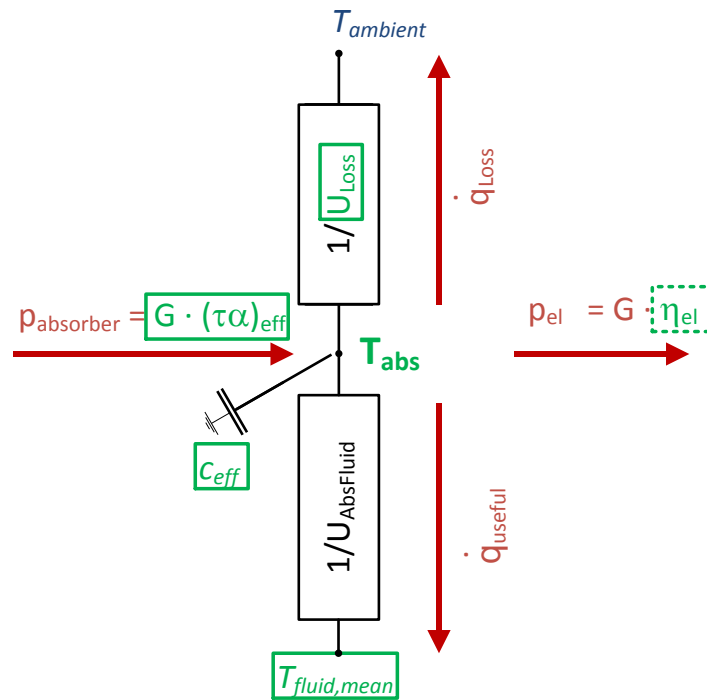 T_ambient
1/U_Loss
q̇_Loss
p_absorber = G · (τα)_eff
p_el = G · η_el
T_abs
c_eff
1/U_AbsFluid
q̇_useful
T_fluid,mean